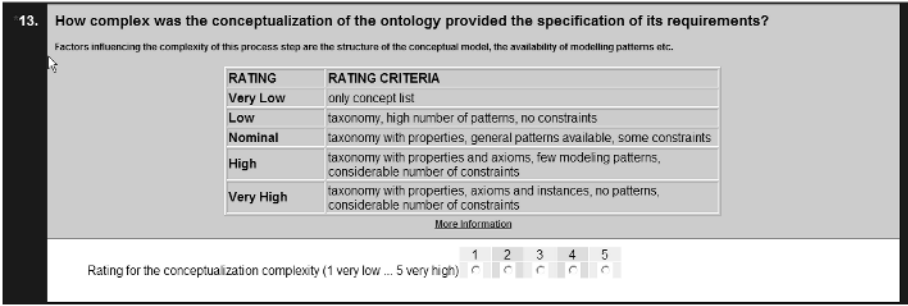 13. How complex was the conceptualization of the ontology provided the specification of its requirements?
Factors influencing the complexity of this process step are the structure of the conceptual model, the availability of modelling patterns etc.
RATING RATING CRITERIA
Very Low only concept list
Low taxonomy, high number of patterns, no constraints
Nominal taxonomy with properties, general patterns available, some constraints
High taxonomy with properties and axioms, few modeling patterns,
considerable number of constraints
Very High taxonomy with properties, axioms and instances, no patterns,
considerable number of constraints
More Information
1 2 3 4 5
Rating for the conceptualization complexity (1 very low ... 5 very high)